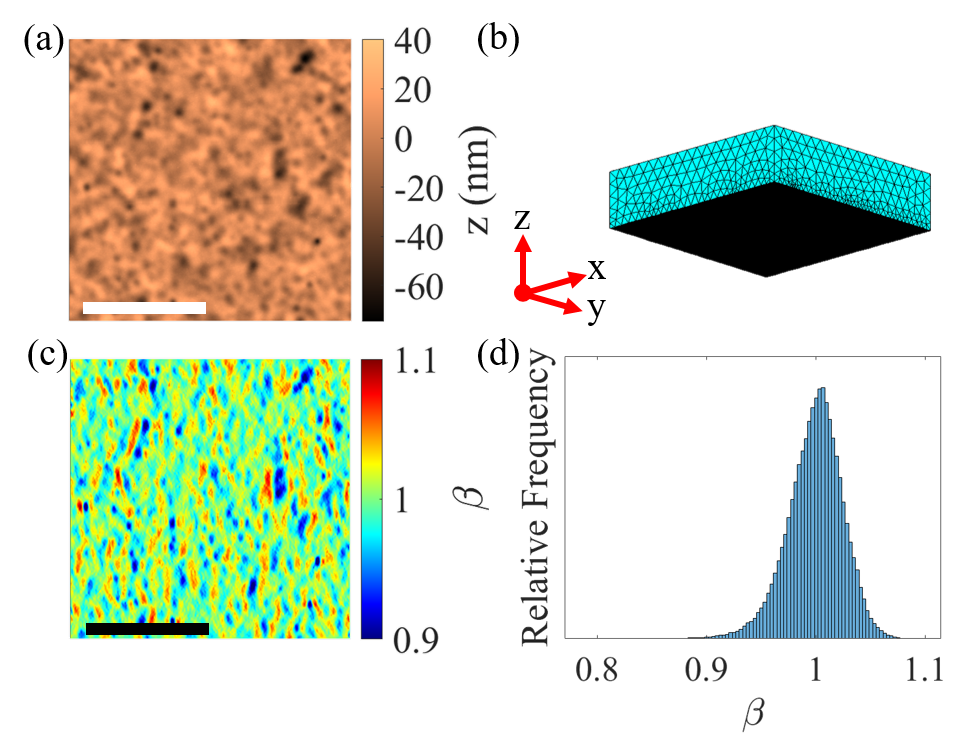 (a)
40
20
0
-20
-40
-60
z (nm)
(b)
z
x
y
(c)
1.1
1
0.9
β
(d)
Relative Frequency
0.8
0.9
1
1.1
β